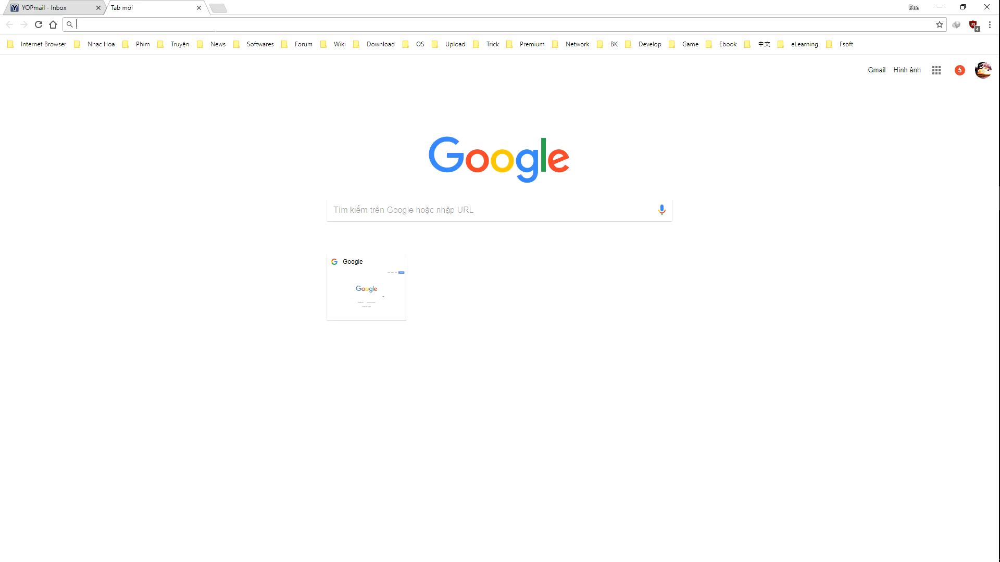 YOPmail - Inbox
Tab mới
Duc
4
Internet Browser
Nhạc Hoa
Phim
Truyện
News
Softwares
Forum
Wiki
Download
OS
Upload
Trick
Premium
Network
BK
Develop
Game
Ebook
中文
eLearning
Fsoft
Gmail
Hình ảnh
5
Google
Tìm kiếm trên Google hoặc nhập URL
Google
Google